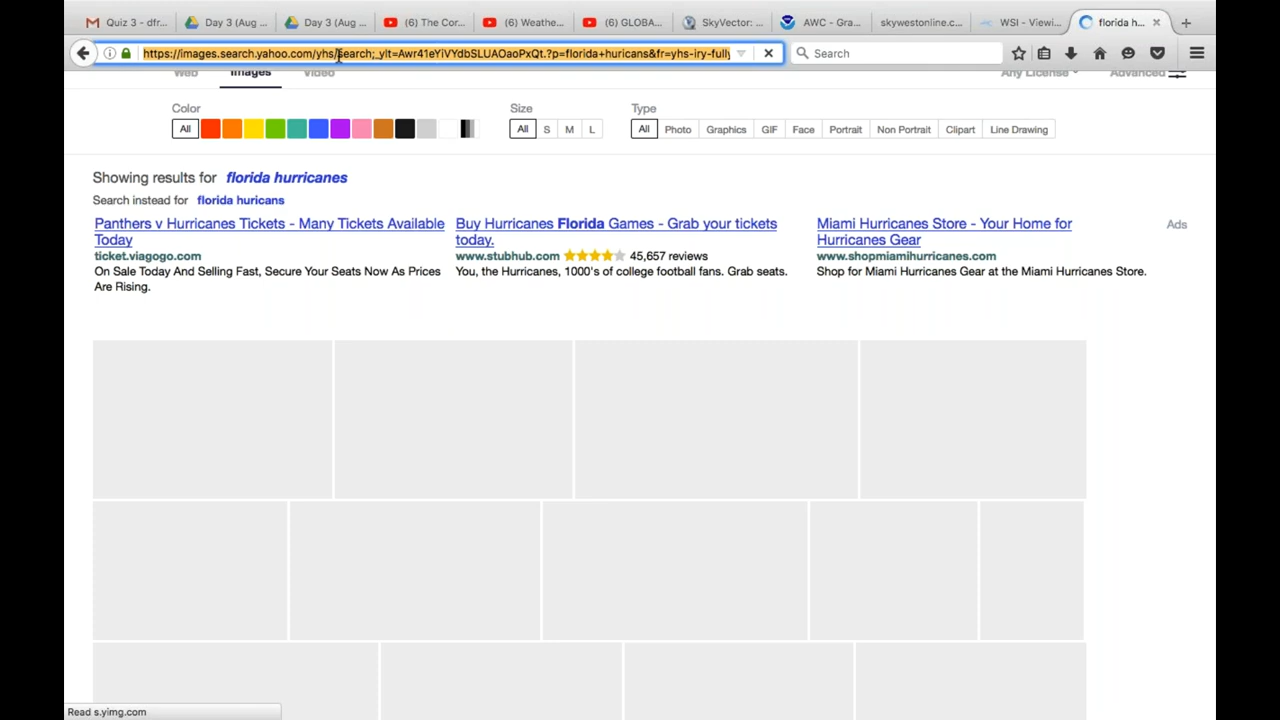 Quiz 3 - dfr...
Day 3 (Aug ...
Day 3 (Aug ...
(6) The Cor...
(6) Weathe...
(6) GLOBA...
SkyVector: ...
AWC - Gra...
skywestonline.c...
WSI - Viewi...
florida h...
https://images.search.yahoo.com/yhs/search;_ylt=Awr41eYiVYdbSLUAOaoPxQt.?p=florida+huricans&fr=yhs-iry-fully
Search
Web Images Video Any License Advanced
Color Size Type
All All S M L All Photo Graphics GIF Face Portrait Non Portrait Clipart Line Drawing
Showing results for florida hurricanes
Search instead for florida huricans
Panthers v Hurricanes Tickets - Many Tickets Available
Today
ticket.viagogo.com
On Sale Today And Selling Fast, Secure Your Seats Now As Prices
Are Rising.
Buy Hurricanes Florida Games - Grab your tickets
today.
www.stubhub.com 45,657 reviews
You, the Hurricanes, 1000's of college football fans. Grab seats.
Miami Hurricanes Store - Your Home for
Hurricanes Gear
www.shopmiamihurricanes.com
Shop for Miami Hurricanes Gear at the Miami Hurricanes Store.
Ads
Read s.yimg.com